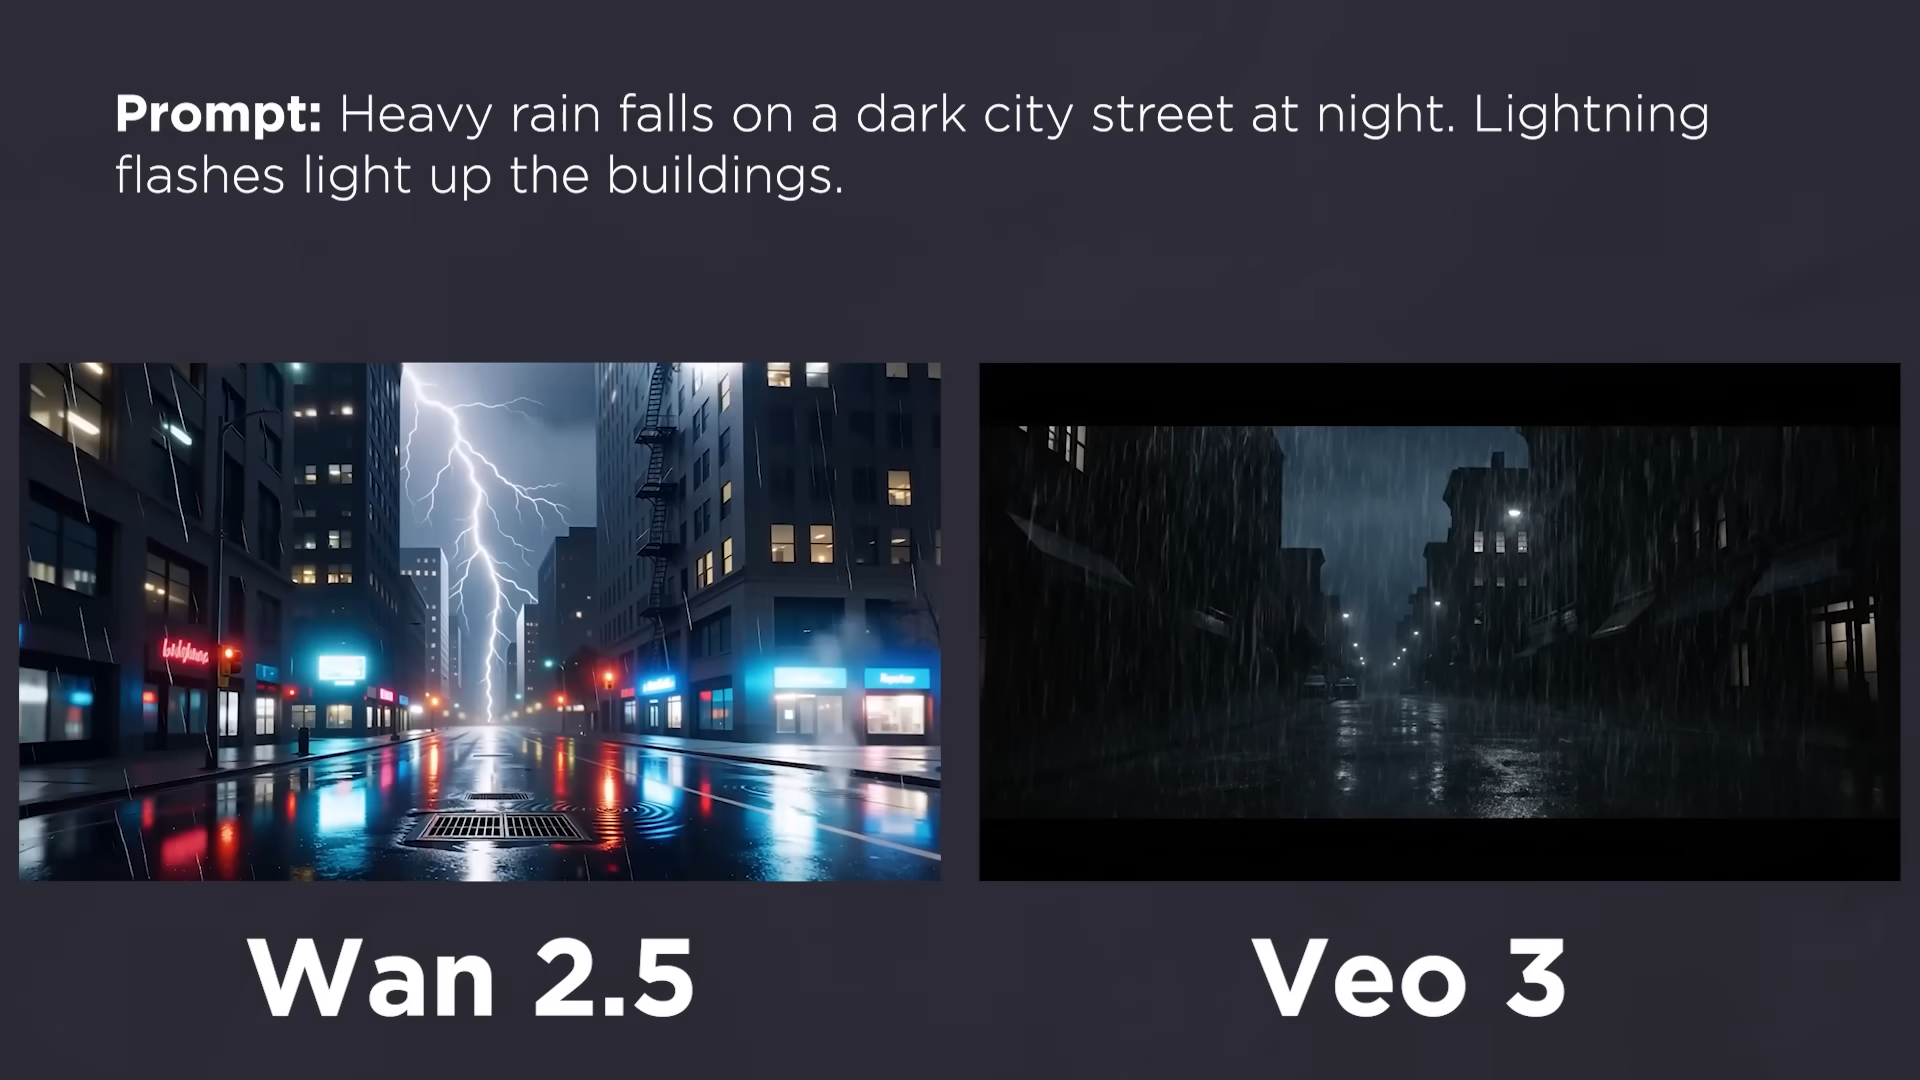 Prompt: Heavy rain falls on a dark city street at night. Lightning
flashes light up the buildings.
Wan 2.5
Veo 3